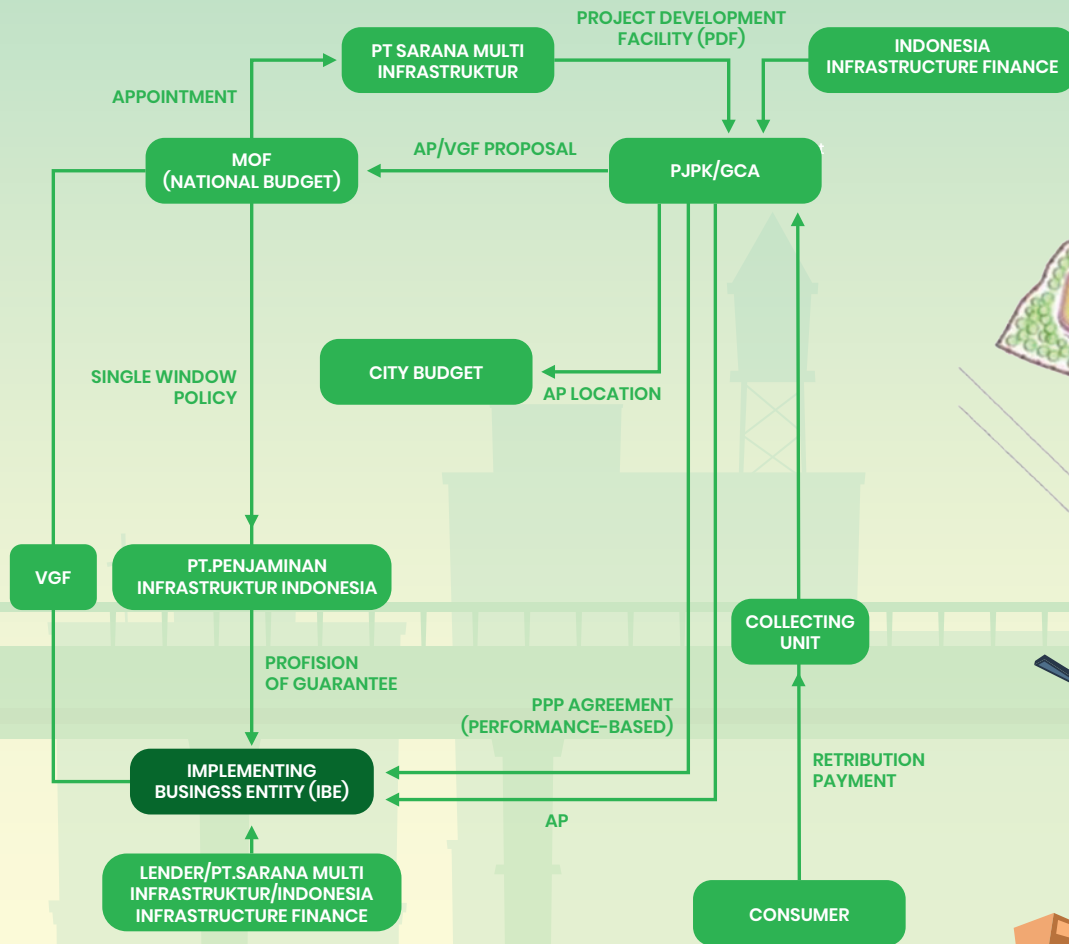 PROJECT DEVELOPMENT
FACILITY (PDF)
PT SARANA MULTI
INFRASTRUKTUR
INDONESIA
INFRASTRUCTURE FINANCE
APPOINTMENT
MOF
(NATIONAL BUDGET)
AP/VGF PROPOSAL
PJPK/GCA
SINGLE WINDOW
POLICY
CITY BUDGET
AP LOCATION
VGF
PT.PENJAMINAN
INFRASTRUKTUR INDONESIA
COLLECTING
UNIT
PROFISION
OF GUARANTEE
PPP AGREEMENT
(PERFORMANCE-BASED)
IMPLEMENTING
BUSINGSS ENTITY (IBE)
RETRIBUTION
PAYMENT
AP
LENDER/PT.SARANA MULTI
INFRASTRUKTUR/INDONESIA
INFRASTRUCTURE FINANCE
CONSUMER